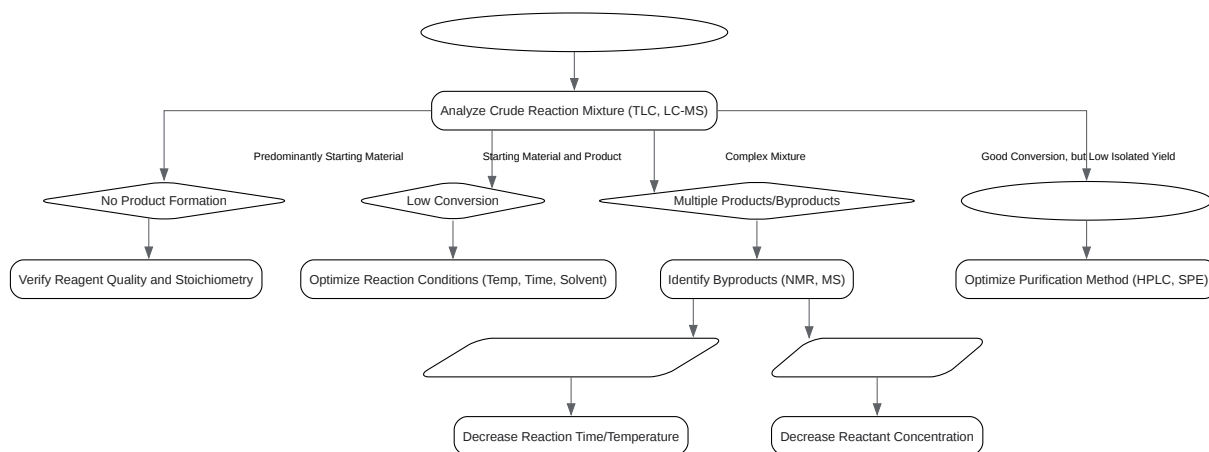 Analyze Crude Reaction Mixture (TLC, LC-MS)
Predominantly Starting Material
Starting Material and Product
Complex Mixture
Good Conversion, but Low Isolated Yield
No Product Formation
Low Conversion
Multiple Products/Byproducts
Verify Reagent Quality and Stoichiometry
Optimize Reaction Conditions (Temp, Time, Solvent)
Identify Byproducts (NMR, MS)
Optimize Purification Method (HPLC, SPE)
Decrease Reaction Time/Temperature
Decrease Reactant Concentration